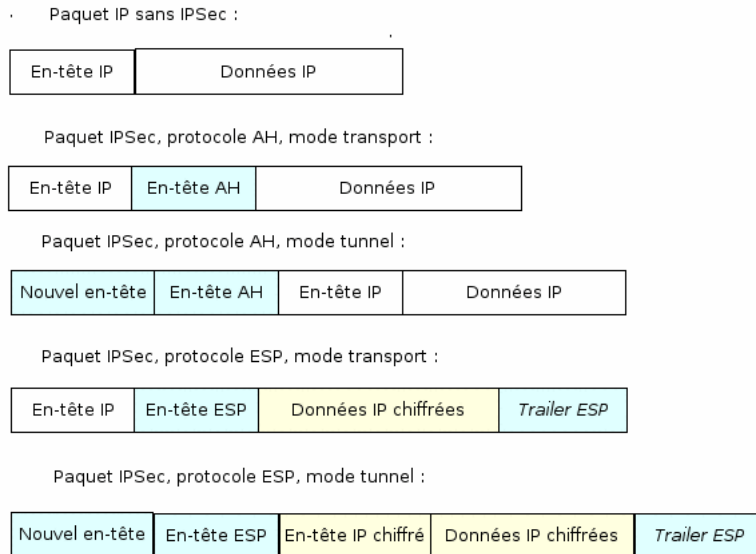 Paquet IP sans IPSec :
En-tête IP Données IP
Paquet IPSec, protocole AH, mode transport :
En-tête IP En-tête AH Données IP
Paquet IPSec, protocole AH, mode tunnel :
Nouvel en-tête En-tête AH En-tête IP Données IP
Paquet IPSec, protocole ESP, mode transport :
En-tête IP En-tête ESP Données IP chiffrées Trailer ESP
Paquet IPSec, protocole ESP, mode tunnel :
Nouvel en-tête En-tête ESP En-tête IP chiffré Données IP chiffrées Trailer ESP